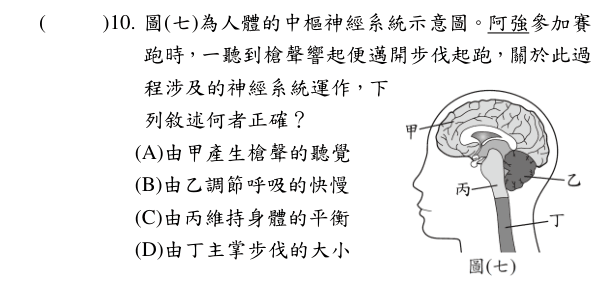 (　　)10. 圖(七)為人體的中樞神經系統示意圖。阿強參加賽
跑時，一聽到槍聲響起便邁開步伐起跑，關於此過
程涉及的神經系統運作，下
列敘述何者正確？
(A)由甲產生槍聲的聽覺
(B)由乙調節呼吸的快慢
(C)由丙維持身體的平衡
(D)由丁主掌步伐的大小
甲
乙
丙
丁
圖(七)